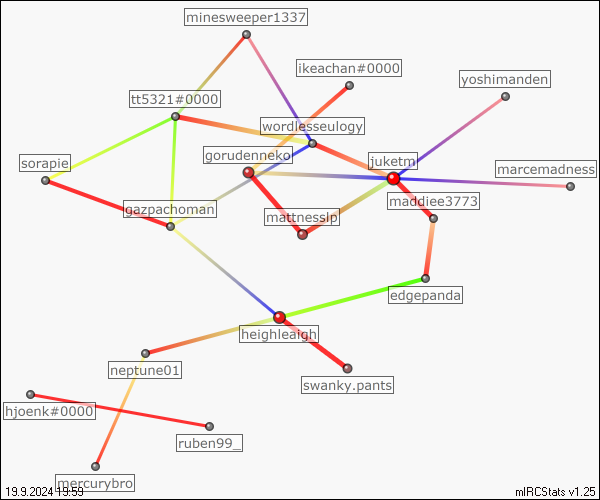 minesweeper1337
ikeachan#0000
yoshimanden
tt5321#0000
wordlesseulogy
gorudenneko
juketm
sorapie
marcemadness
maddiee3773
gazpachoman
mattnesslp
edgepanda
heighleaigh
neptune01
swanky.pants
hjoenk#0000
ruben99_
mercurybro
19.9.2024 19:59
mIRCStats v1.25